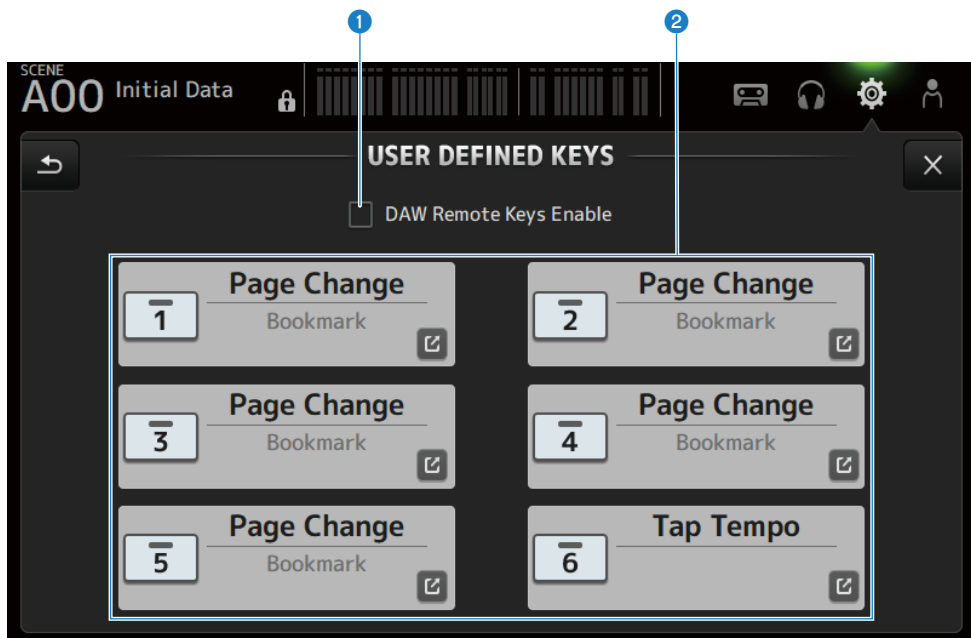 1 2
SCENE
A00 Initial Data
USER DEFINED KEYS
DAW Remote Keys Enable
1 Page Change
Bookmark
2 Page Change
Bookmark
3 Page Change
Bookmark
4 Page Change
Bookmark
5 Page Change
Bookmark
6 Tap Tempo